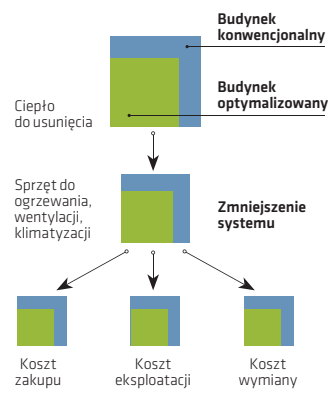 Budynek
konwencjonalny
Budynek
optymalizowany
Ciepło
do usunięcia
Sprzęt do
ogrzewania,
wentylacji,
klimatyzacji
Zmniejszenie
systemu
Koszt
zakupu
Koszt
eksploatacji
Koszt
wymiany